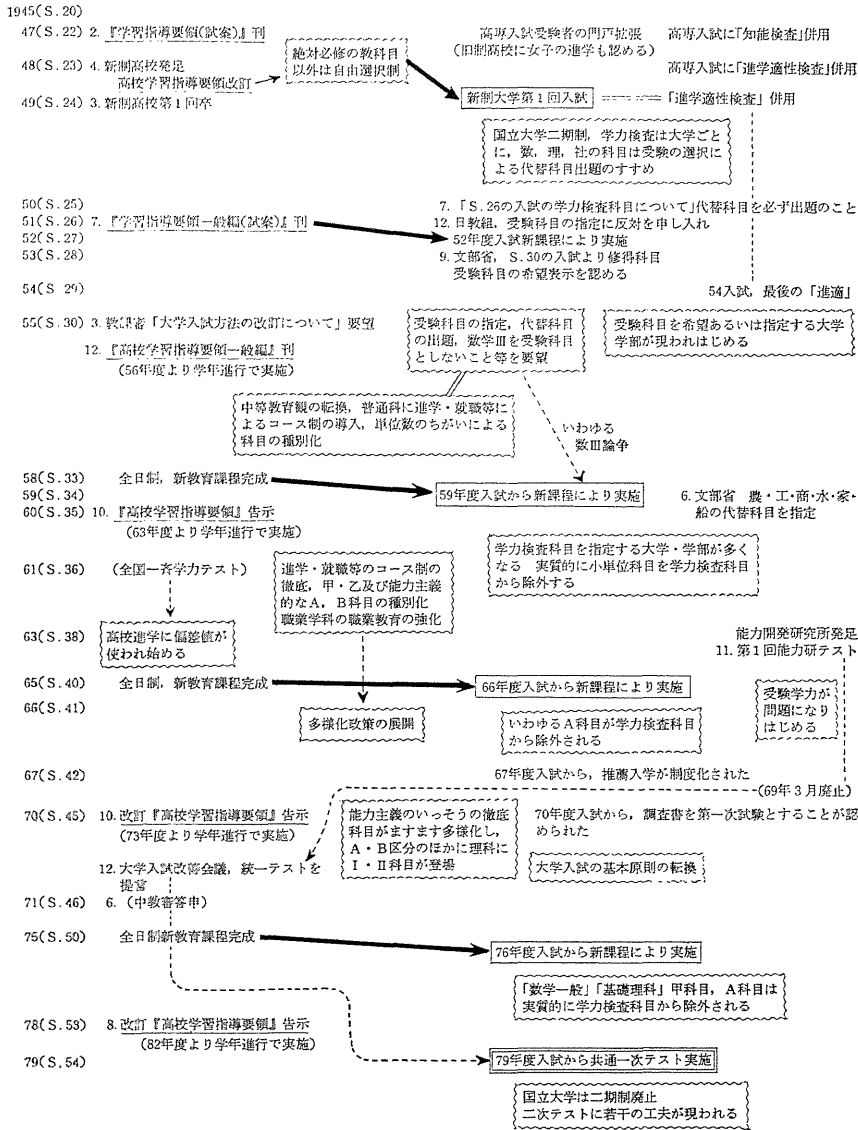 1945(S.20)
47(S.22) 2.『学習指導要領(試案)』刊
高専入試受験者の門戸拡張
(旧制高校に女子の進学も認める)
高専入試に「知能検査」併用
絶対必修の教科目
以外は自由選択制
48(S.23) 4. 新制高校発足
高校学習指導要領改訂
高専入試に「進学適性検査」併用
49(S.24) 3. 新制高校第1回卒
新制大学第1回入試
「進学適性検査」併用
国立大学二期制, 学力検査は大学ごと
に, 数, 理, 社の科目は受験の選択に
よる代替科目出題のすすめ
50(S.25)
7.「S.26の入試の学力検査科目について」代替科目を必ず出題のこと
51(S.26) 7.『学習指導要領一般編(試案)』刊
12. 日教組, 受験科目の指定に反対を申し入れ
52(S.27)
52年度入試新課程により実施
53(S.28)
9. 文部省, S.30の入試より修得科目
受験科目の希望表示を認める
54(S 29)
54入試, 最後の「進適」
55(S.30) 3. 教課審「大学入試方法の改訂について」要望
受験科目の指定, 代替科目
の出題, 数学Ⅲを受験科目
としないこと等を要望
受験科目を希望あるいは指定する大学
学部が現われはじめる
12.『高校学習指導要領一般編』刊
(56年度より学年進行で実施)
中等教育観の転換, 普通科に進学・就職等に
よるコース制の導入, 単位数のちがいによる
科目の種別化
いわゆる
数Ⅲ論争
58(S.33) 全日制, 新教育課程完成
59(S.34)
59年度入試から新課程により実施
6. 文部省 農・工・商・水・家・
船の代替科目を指定
60(S.35) 10.『高校学習指導要領』告示
(63年度より学年進行で実施)
学力検査科目を指定する大学・学部が多く
なる 実質的に小単位科目を学力検査科目
から除外する
61(S.36) (全国一斉学力テスト)
進学・就職等のコース制の
徹底, 甲・乙及び能力主義
的なA, B科目の種別化
職業学科の職業教育の強化
63(S.38)
高校進学に偏差値が
使われ始める
能力開発研究所発足
11. 第1回能力研テスト
65(S.40) 全日制, 新教育課程完成
66年度入試から新課程により実施
受験学力が
問題になり
はじめる
66(S.41)
多様化政策の展開
いわゆるA科目が学力検査科目
から除外される
67(S.42)
67年度入試から, 推薦入学が制度化された
(69年3月廃止)
70(S.45) 10. 改訂『高校学習指導要領』告示
(73年度より学年進行で実施)
能力主義のいっそうの徹底
科目がますます多様化し,
A・B区分のほかに理科に
Ⅰ・Ⅱ科目が登場
70年度入試から, 調査書を第一次試験とすることが認
められた
大学入試の基本原則の転換
12. 大学入試改善会議, 統一テストを
提言
71(S.46) 6. (中教審答申)
75(S.50) 全日制新教育課程完成
76年度入試から新課程により実施
「数学一般」「基礎理科」甲科目, A科目は
実質的に学力検査科目から除外される
78(S.53) 8. 改訂『高校学習指導要領』告示
(82年度より学年進行で実施)
79(S.54)
79年度入試から共通一次テスト実施
国立大学は二期制廃止
二次テストに若干の工夫が現われる